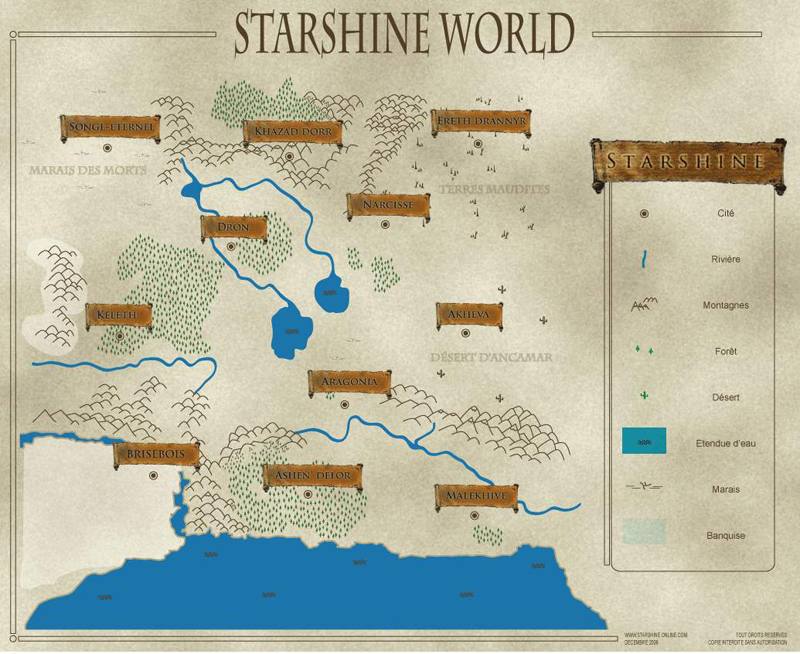 STARSHINE WORLD
SONGE-ETERNEL
KHAZAD DORR
ERETH DRANNYR
MARAIS DES MORTS
TERRES MAUDITES
NARCISSE
DRON
KELETH
AKHEVA
DÉSERT D'ANCAMAR
ARAGONIA
BRISEBOIS
ASHEN DELOR
MALEKHIVE
STARSHINE
Cité
Rivière
Montagnes
Forêt
Désert
Etendue d'eau
Marais
Banquise
WWW.STARSHINE-ONLINE.COM
DECEMBRE 2006
TOUT DROITS RESERVES
COPIE INTERDITE SANS AUTORISATION